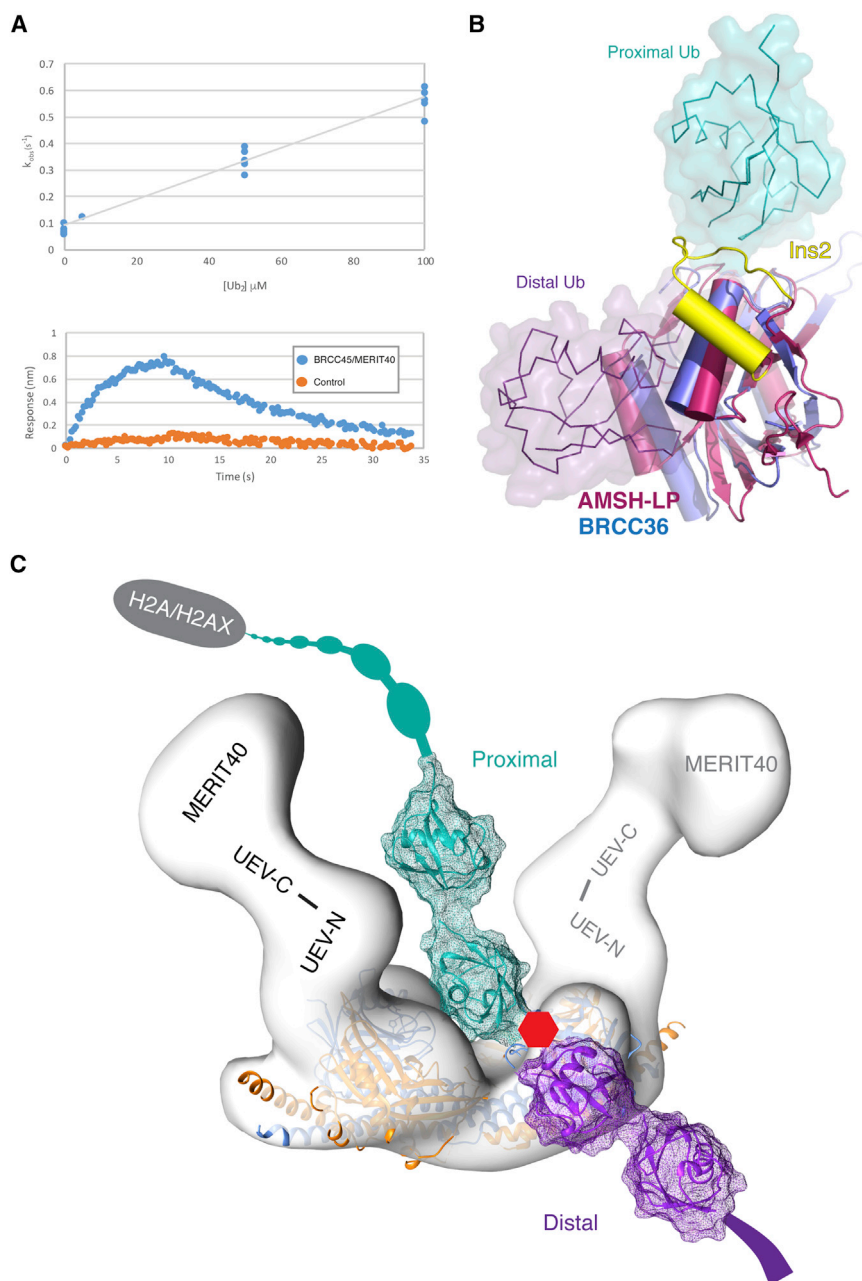 A
0.7
0.6
0.5
0.4
0.3
0.2
0.1
0
k obs (s⁻¹)
0 20 40 60 80 100
[Ub₂] μM
1
0.8
0.6
0.4
0.2
0
Response (nm)
BRCC45/MERIT40
Control
0 5 10 15 20 25 30 35
Time (s)
B
Proximal Ub
Ins2
Distal Ub
AMSH-LP
BRCC36
C
H2A/H2AX
Proximal
MERIT40
UEV-C
UEV-N
MERIT40
UEV-C
UEV-N
Distal